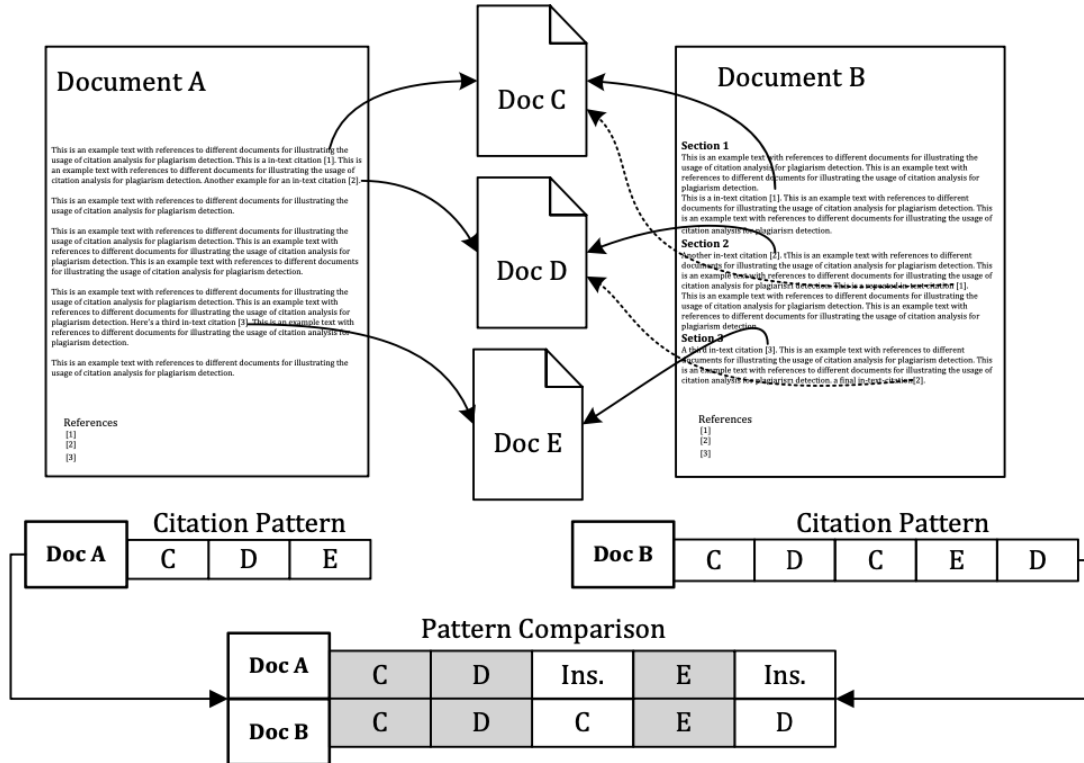 Document A
This is an example text with references to different documents for illustrating the
usage of citation analysis for plagiarism detection. This is a in-text citation [1]. This is
an example text with references to different documents for illustrating the usage of
citation analysis for plagiarism detection. Another example for an in-text citation [2].
This is an example text with references to different documents for illustrating the
usage of citation analysis for plagiarism detection.
This is an example text with references to different documents for illustrating the
usage of citation analysis for plagiarism detection. This is an example text with
references to different documents for illustrating the usage of citation analysis for
plagiarism detection. This is an example text with references to different documents
for illustrating the usage of citation analysis for plagiarism detection.
This is an example text with references to different documents for illustrating the
usage of citation analysis for plagiarism detection. This is an example text with
references to different documents for illustrating the usage of citation analysis for
plagiarism detection. Here's a third in-text citation [3]. This is an example text with
references to different documents for illustrating the usage of citation analysis for
plagiarism detection.
This is an example text with references to different documents for illustrating the
usage of citation analysis for plagiarism detection.
References
[1]
[2]
[3]
Doc C
Doc D
Doc E
Document B
Section 1
This is an example text with references to different documents for illustrating the
usage of citation analysis for plagiarism detection. This is an example text with
references to different documents for illustrating the usage of citation analysis for
plagiarism detection.
This is a in-text citation [1]. This is an example text with references to different
documents for illustrating the usage of citation analysis for plagiarism detection. This
is an example text with references to different documents for illustrating the usage of
citation analysis for plagiarism detection.
Section 2
Another in-text citation [2]. tThis is an example text with references to different
documents for illustrating the usage of citation analysis for plagiarism detection. This
is an example text with references to different documents for illustrating the usage of
citation analysis for plagiarism detection. This is a repeated in-text citation [1].
This is an example text with references to different documents for illustrating the
usage of citation analysis for plagiarism detection. This is an example text with
references to different documents for illustrating the usage of citation analysis for
plagiarism detection.
Setion 3
A third in-text citation [3]. This is an example text with references to different
documents for illustrating the usage of citation analysis for plagiarism detection. This
is an example text with references to different documents for illustrating the usage of
citation analysis for plagiarism detection. a final in-text-citation[2].
References
[1]
[2]
[3]
Citation Pattern
Doc A C D E
Citation Pattern
Doc B C D C E D
Pattern Comparison
Doc A C D Ins. E Ins.
Doc B C D C E D